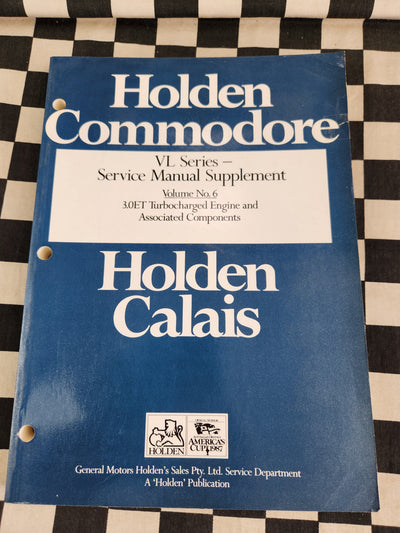 Holden
Commodore
VL Series –
Service Manual Supplement
Volume No. 6
3.0ET Turbocharged Engine and
Associated Components
Holden
Calais
HOLDEN
AMERICA'S
CUP 1987
General Motors Holden's Sales Pty. Ltd. Service Department
A 'Holden' Publication